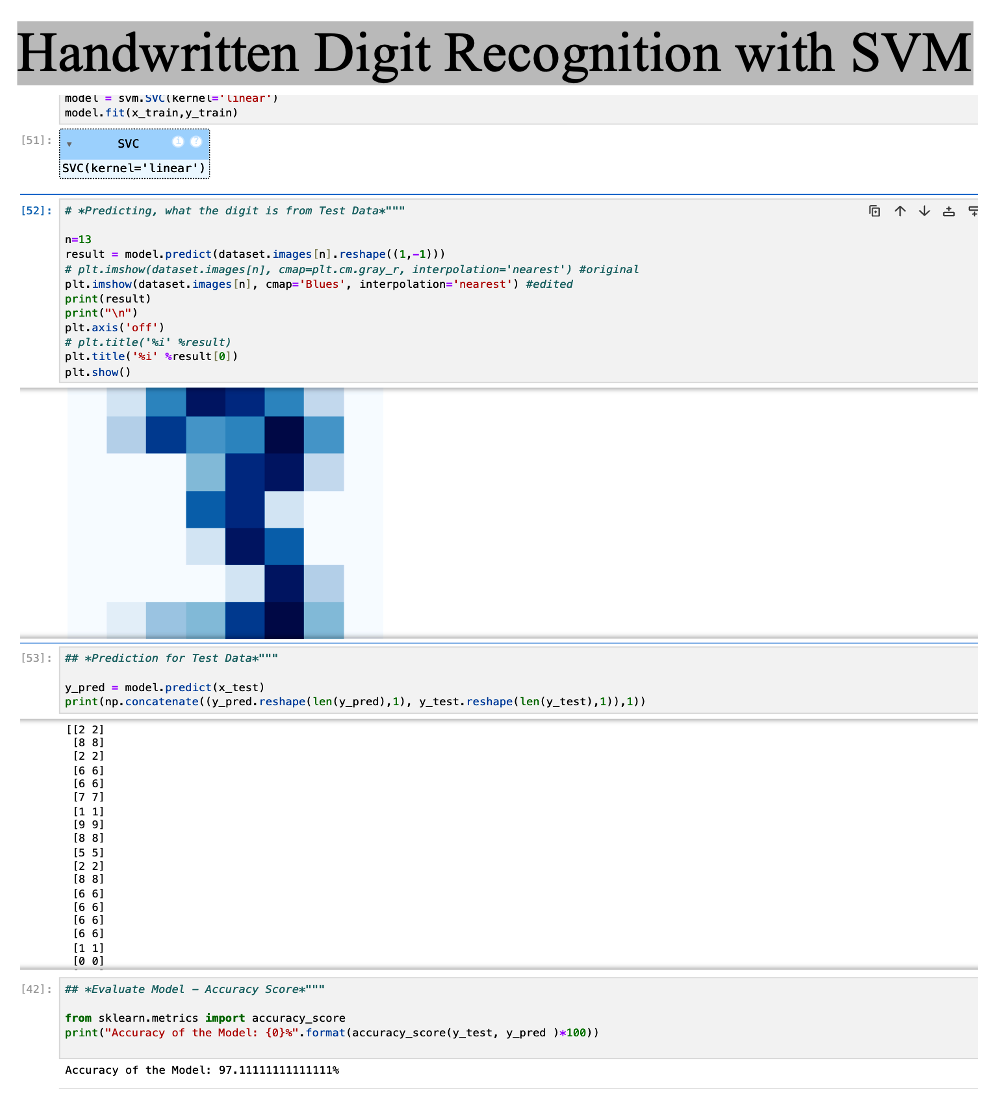 Handwritten Digit Recognition with SVM
model = svm.SVC(kernel='linear')
model.fit(x_train,y_train)
[51]:
▾ SVC i ?
SVC(kernel='linear')
[52]:
# *Predicting, what the digit is from Test Data*"""
n=13
result = model.predict(dataset.images[n].reshape((1,-1)))
# plt.imshow(dataset.images[n], cmap=plt.cm.gray_r, interpolation='nearest') #original
plt.imshow(dataset.images[n], cmap='Blues', interpolation='nearest') #edited
print(result)
print("\n")
plt.axis('off')
# plt.title('%i' %result)
plt.title('%i' %result[0])
plt.show()
[53]:
## *Prediction for Test Data*"""
y_pred = model.predict(x_test)
print(np.concatenate((y_pred.reshape(len(y_pred),1), y_test.reshape(len(y_test),1)),1))
[[2 2]
[8 8]
[2 2]
[6 6]
[6 6]
[7 7]
[1 1]
[9 9]
[8 8]
[5 5]
[2 2]
[8 8]
[6 6]
[6 6]
[6 6]
[6 6]
[1 1]
[0 0]
[42]:
## *Evaluate Model – Accuracy Score*"""
from sklearn.metrics import accuracy_score
print("Accuracy of the Model: {0}%".format(accuracy_score(y_test, y_pred )*100))
Accuracy of the Model: 97.11111111111111%